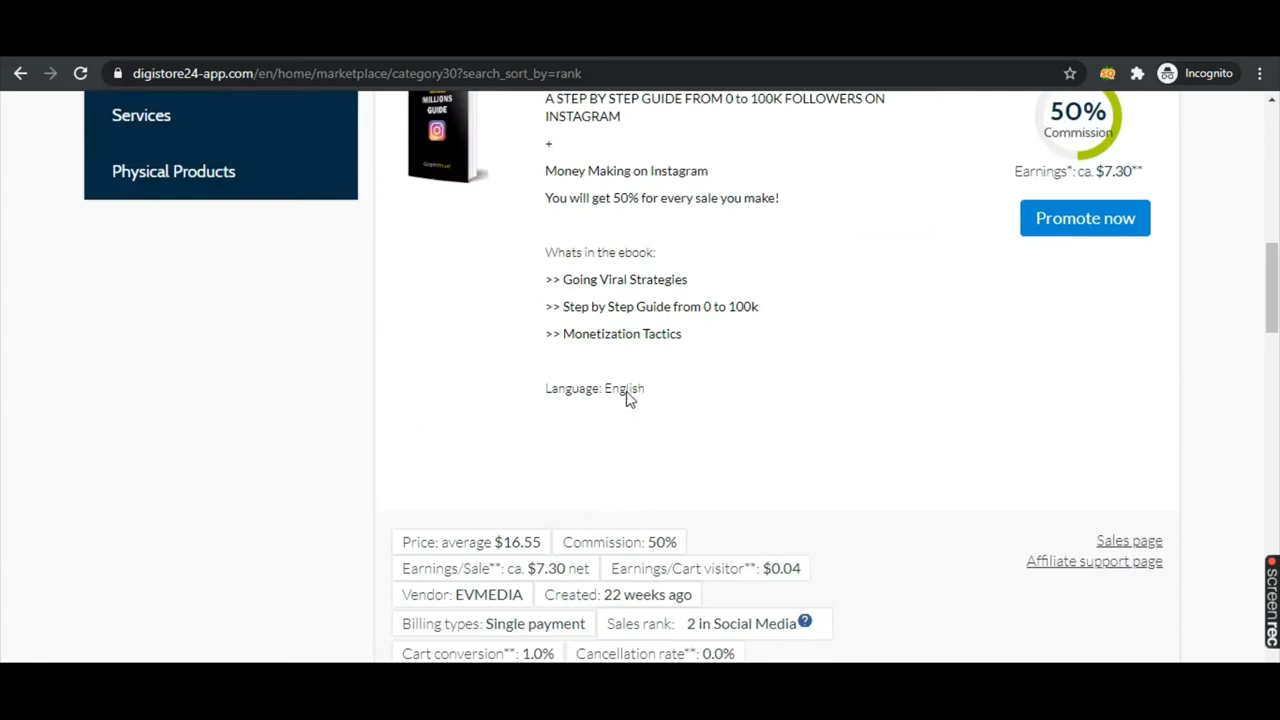 digistore24-app.com/en/home/marketplace/category30?search_sort_by=rank
Incognito
Services
Physical Products
MILLIONS
GUIDE
A STEP BY STEP GUIDE FROM 0 to 100K FOLLOWERS ON
INSTAGRAM
+
Money Making on Instagram
You will get 50% for every sale you make!
Whats in the ebook:
>> Going Viral Strategies
>> Step by Step Guide from 0 to 100k
>> Monetization Tactics
Language: English
50%
Commission
Earnings*: ca. $7.30**
Promote now
Price: average $16.55
Commission: 50%
Earnings/Sale**: ca. $7.30 net
Earnings/Cart visitor**: $0.04
Vendor: EVMEDIA
Created: 22 weeks ago
Billing types: Single payment
Sales rank: 2 in Social Media ?
Cart conversion**: 1.0%
Cancellation rate**: 0.0%
Sales page
Affiliate support page
screenrec